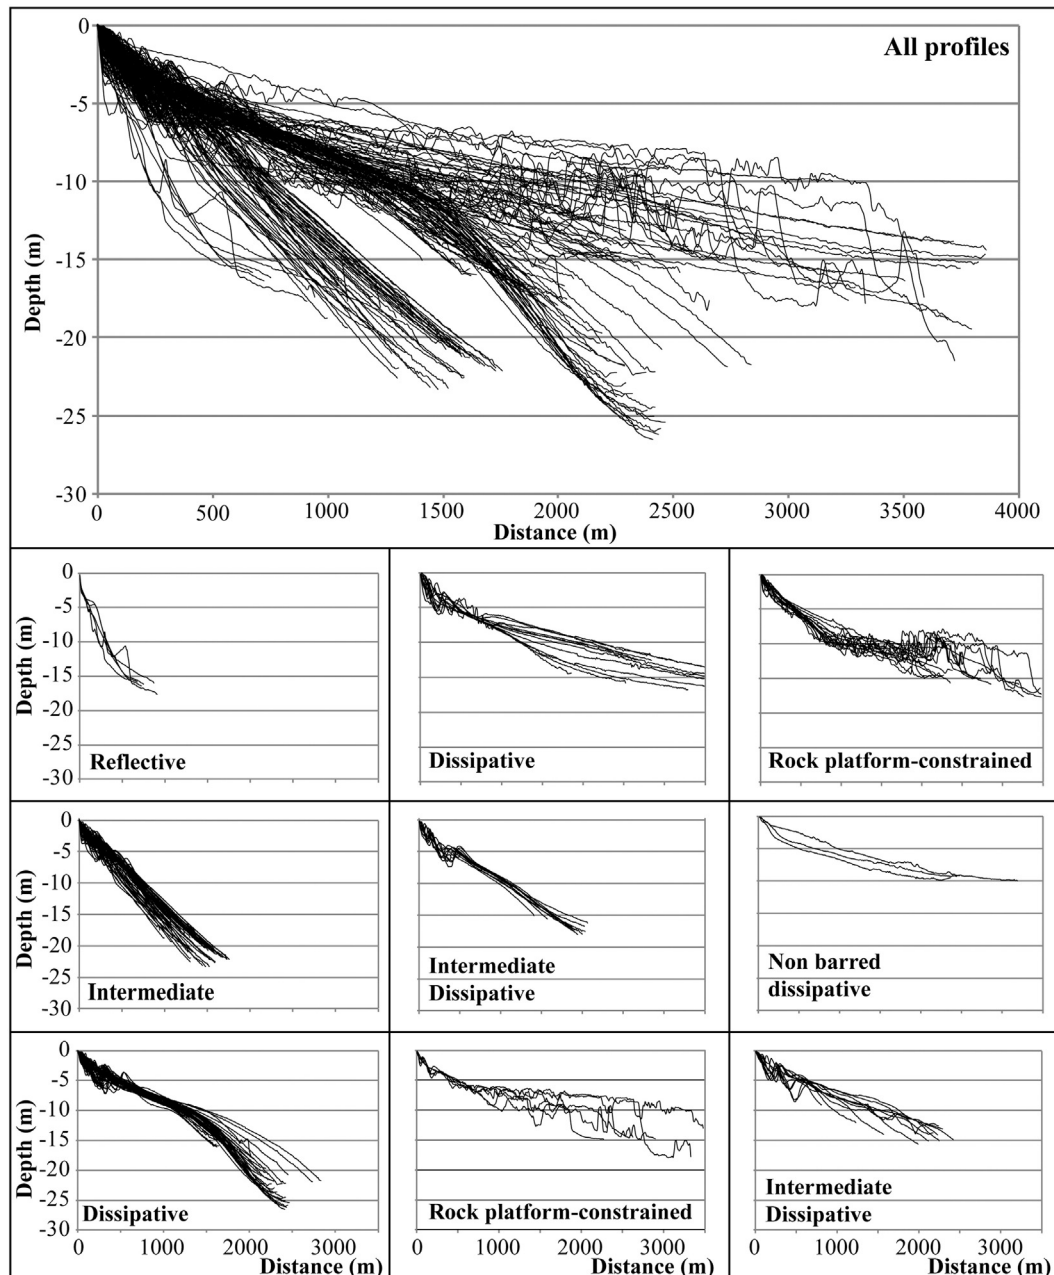 All profiles
0
-5
-10
-15
-20
-25
-30
Depth (m)
0 500 1000 1500 2000 2500 3000 3500 4000
Distance (m)
0
-5
-10
-15
-20
-25
-30
Depth (m)
Reflective
Dissipative
Rock platform-constrained
0
-5
-10
-15
-20
-25
-30
Depth (m)
Intermediate
Intermediate
Dissipative
Non barred
dissipative
0
-5
-10
-15
-20
-25
-30
Depth (m)
Dissipative
Rock platform-constrained
Intermediate
Dissipative
0 1000 2000 3000
Distance (m)
0 1000 2000 3000
Distance (m)
0 1000 2000 3000
Distance (m)